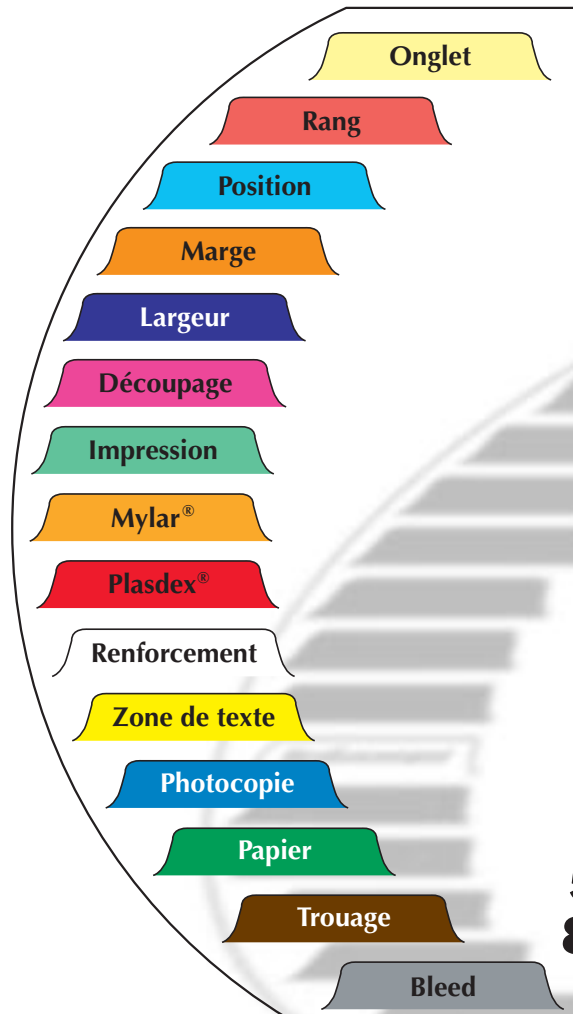 Onglet
Rang
Position
Marge
Largeur
Découpage
Impression
Mylar®
Plasdex®
Renforcement
Zone de texte
Photocopie
Papier
Trouage
Bleed